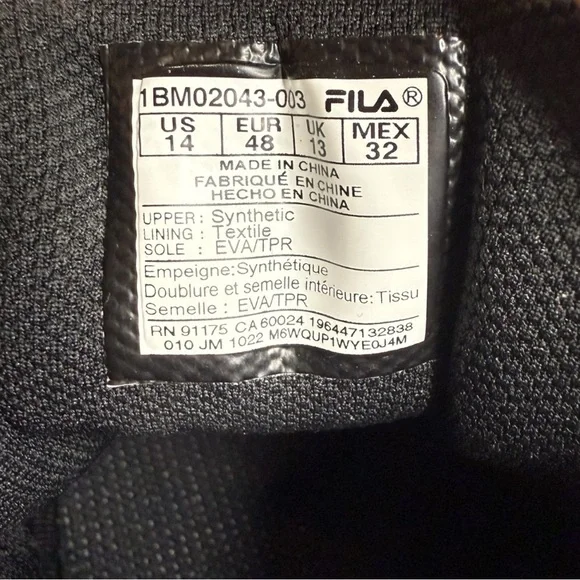 1BM02043-003 FILA®
US EUR UK MEX
14 48 13 32
MADE IN CHINA
FABRIQUÉ EN CHINE
HECHO EN CHINA
UPPER: Synthetic
LINING: Textile
SOLE: EVA/TPR
Empeigne:Synthétique
Doublure et semelle intérieure: Tissu
Semelle: EVA/TPR
RN 91175 CA 60024 196447132838
010 JM 1022 M6WQUP1WYE0J4M